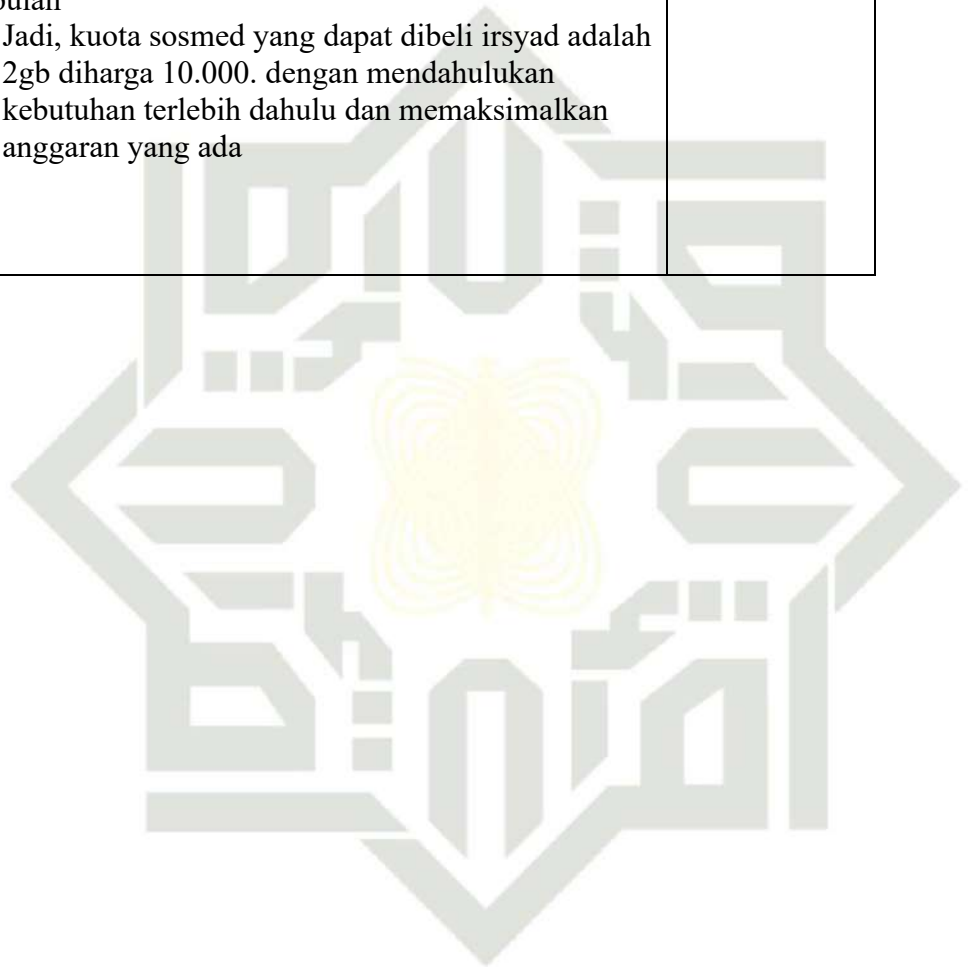 Jadi, kuota sosmed yang dapat dibeli irsyad adalah
2gb diharga 10.000. dengan mendahulukan
kebutuhan terlebih dahulu dan memaksimalkan
anggaran yang ada